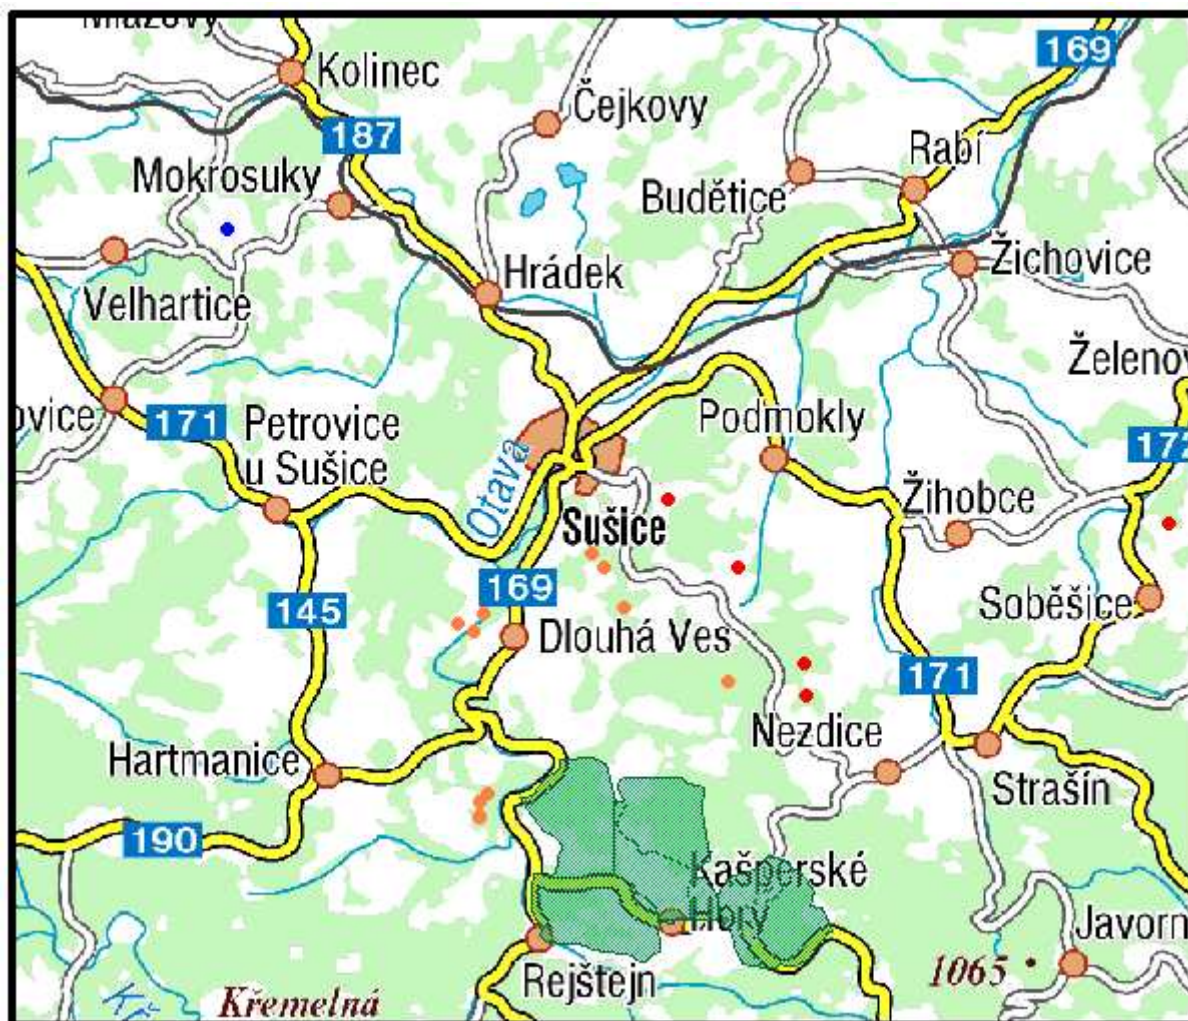 169
Kolinec
Čejkovy
187
Rabí
Mokrosuky
Budětice
Hrádek
Žichovice
Velhartice
171
Petrovice
u Sušice
Podmokly
Otava
Žihobce
Sušice
169
145
Soběšice
Dlouhá Ves
171
Nezdice
Hartmanice
Strašín
190
Kašperské
Hory
Javorn
1065
Rejštejn
Křemelná